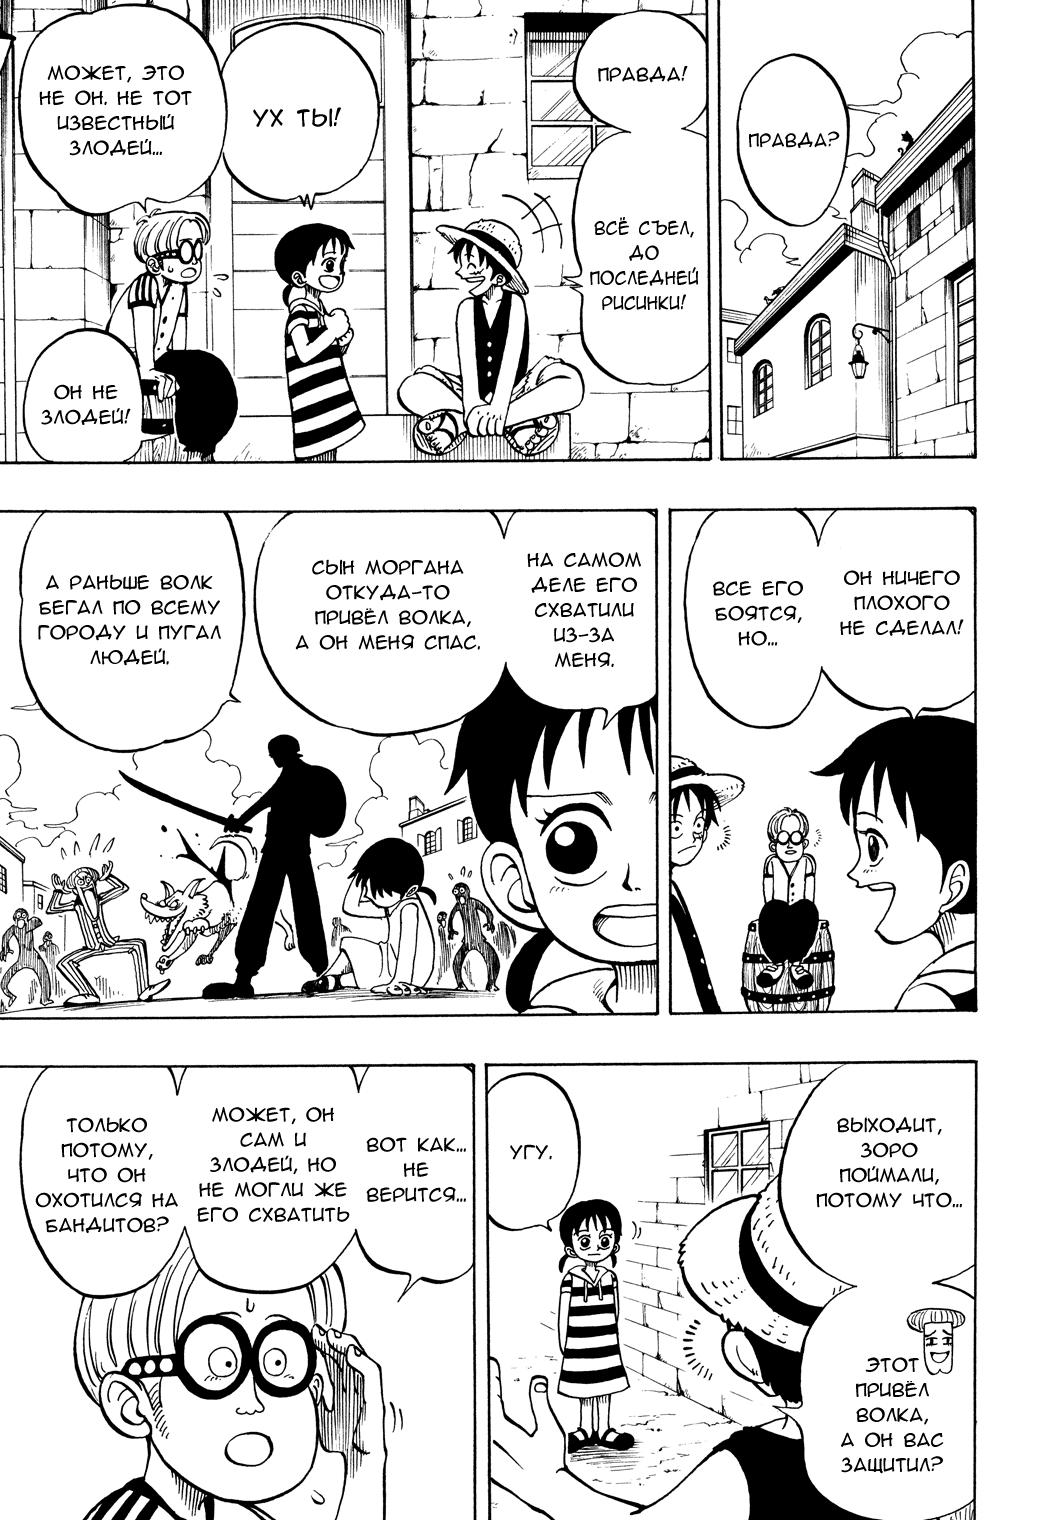 ПРАВДА?
ПРАВДА!
ВСЁ СЪЕЛ,
ДО
ПОСЛЕДНЕЙ
РИСИНКИ!
УХ ТЫ!
МОЖЕТ, ЭТО
НЕ ОН. НЕ ТОТ
ИЗВЕСТНЫЙ
ЗЛОДЕЙ...
ОН НЕ
ЗЛОДЕЙ!
ОН НИЧЕГО
ПЛОХОГО
НЕ СДЕЛАЛ!
ВСЕ ЕГО
БОЯТСЯ,
НО...
НА САМОМ
ДЕЛЕ ЕГО
СХВАТИЛИ
ИЗ-ЗА
МЕНЯ.
СЫН МОРГАНА
ОТКУДА-ТО
ПРИВЁЛ ВОЛКА,
А ОН МЕНЯ СПАС.
А РАНЬШЕ ВОЛК
БЕГАЛ ПО ВСЕМУ
ГОРОДУ И ПУГАЛ
ЛЮДЕЙ.
ВЫХОДИТ,
ЗОРО
ПОЙМАЛИ,
ПОТОМУ ЧТО...
ЭТОТ
ПРИВЁЛ
ВОЛКА,
А ОН ВАС
ЗАЩИТИЛ?
УГУ.
ВОТ КАК...
НЕ
ВЕРИТСЯ...
МОЖЕТ, ОН
САМ И
ЗЛОДЕЙ, НО
НЕ МОГЛИ ЖЕ
ЕГО СХВАТИТЬ
ТОЛЬКО
ПОТОМУ,
ЧТО ОН
ОХОТИЛСЯ НА
БАНДИТОВ?